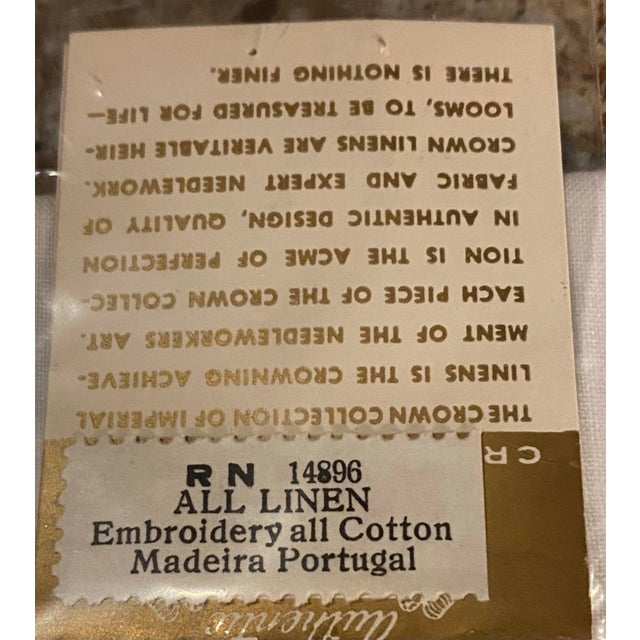 THE CROWN COLLECTION OF IMPERIAL
LINENS IS THE CROWNING ACHIEVE-
MENT OF THE NEEDLEWORKERS ART.
EACH PIECE OF THE CROWN COLLEC-
TION IS THE ACME OF PERFECTION
IN AUTHENTIC DESIGN, QUALITY OF
FABRIC AND EXPERT NEEDLEWORK.
CROWN LINENS ARE VERITABLE HEIR-
LOOMS, TO BE TREASURED FOR LIFE—
THERE IS NOTHING FINER.
CR
RN 14896
ALL LINEN
Embroidery all Cotton
Madeira Portugal
Authentic